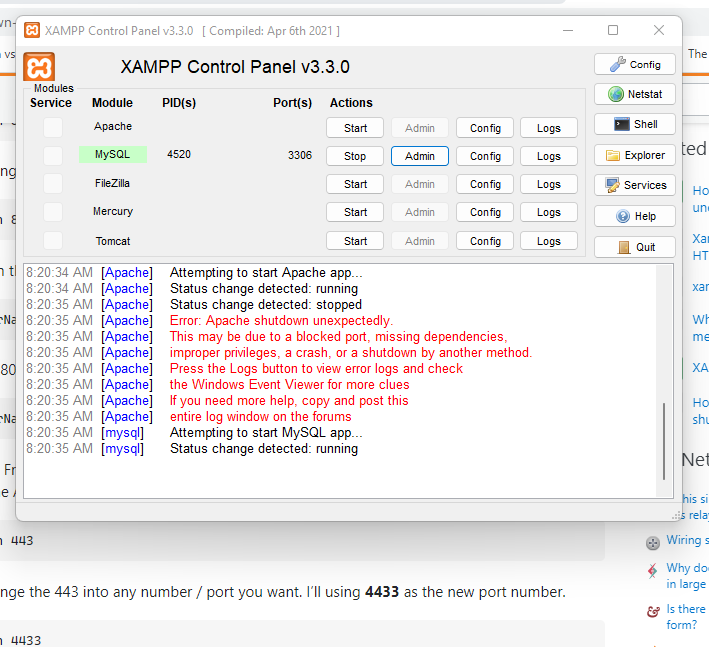 XAMPP Control Panel v3.3.0 [ Compiled: Apr 6th 2021 ]
XAMPP Control Panel v3.3.0
Config
Netstat
Shell
Explorer
Services
Help
Quit
Modules
Service Module PID(s) Port(s) Actions
Apache Start Admin Config Logs
MySQL 4520 3306 Stop Admin Config Logs
FileZilla Start Admin Config Logs
Mercury Start Admin Config Logs
Tomcat Start Admin Config Logs
8:20:34 AM [Apache] Attempting to start Apache app...
8:20:34 AM [Apache] Status change detected: running
8:20:35 AM [Apache] Status change detected: stopped
8:20:35 AM [Apache] Error: Apache shutdown unexpectedly.
8:20:35 AM [Apache] This may be due to a blocked port, missing dependencies,
8:20:35 AM [Apache] improper privileges, a crash, or a shutdown by another method.
8:20:35 AM [Apache] Press the Logs button to view error logs and check
8:20:35 AM [Apache] the Windows Event Viewer for more clues
8:20:35 AM [Apache] If you need more help, copy and post this
8:20:35 AM [Apache] entire log window on the forums
8:20:35 AM [mysql] Attempting to start MySQL app...
8:20:35 AM [mysql] Status change detected: running
443
nge the 443 into any number / port you want. I'll using 4433 as the new port number.
4433
The
ted
Ho
un
Xar
HT
xar
Wh
me
XA
Ho
shu
Net
his si
s relay
Wiring s
Why doe
in large
Is there
form?